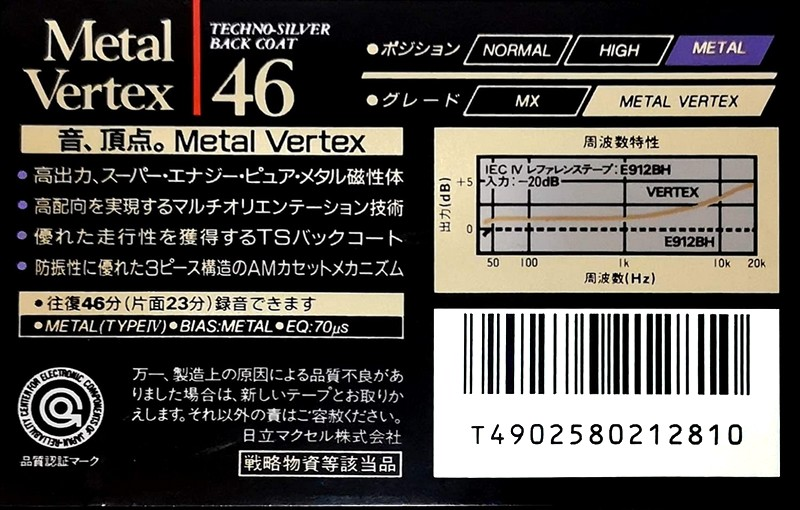 Metal
Vertex
TECHNO-SILVER
BACK COAT
46
●ポジション NORMAL HIGH METAL
●グレード MX METAL VERTEX
音、頂点。Metal Vertex
●高出力、スーパー・エナジー・ピュア・メタル磁性体
●高配向を実現するマルチオリエンテーション技術
●優れた走行性を獲得するTSバックコート
●防振性に優れた3ピース構造のAMカセットメカニズム
●往復46分(片面23分)録音できます
●METAL(TYPEⅣ)●BIAS:METAL●EQ:70μs
周波数特性
IEC Ⅳ レファレンステープ:E912BH
入力:−20dB
VERTEX
E912BH
出力(dB)
+5
0
50 100 1k 10k 20k
周波数(Hz)
RELIABILITY CENTER FOR ELECTRONIC COMPONENTS OF JAPAN
品質認証マーク
万一、製造上の原因による品質不良があ
りました場合は、新しいテープとお取りか
えします。それ以外の責はご容赦ください。
日立マクセル株式会社
戦略物資等該当品
T4902580212810